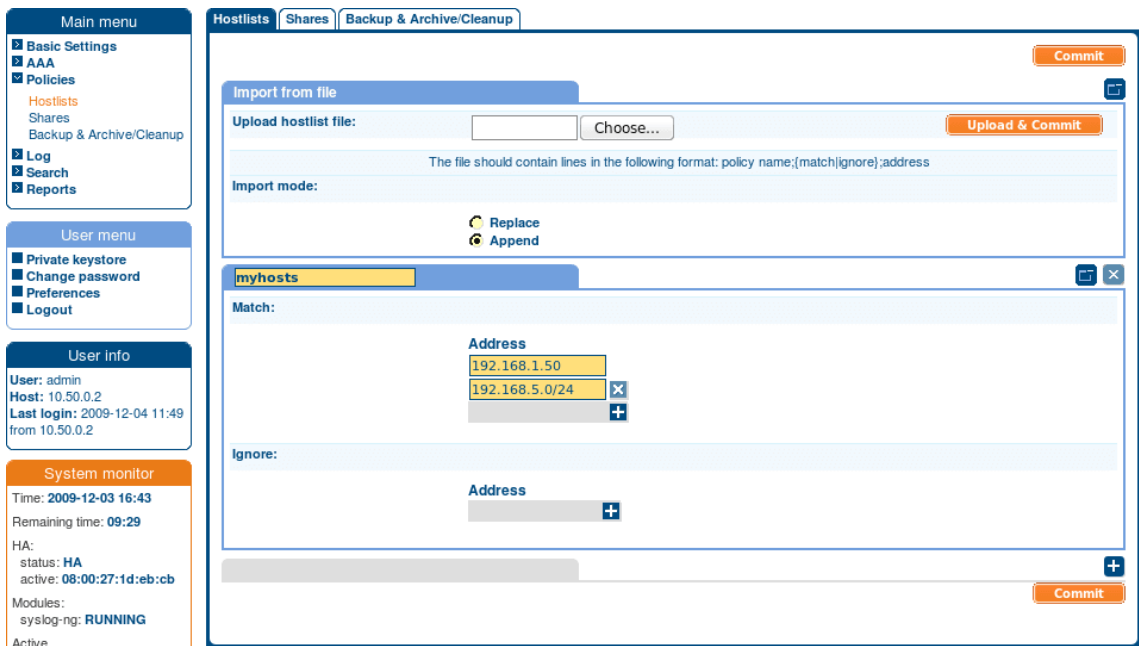 Main menu
Basic Settings
AAA
Policies
Hostlists
Shares
Backup & Archive/Cleanup
Log
Search
Reports
User menu
Private keystore
Change password
Preferences
Logout
User info
User: admin
Host: 10.50.0.2
Last login: 2009-12-04 11:49
from 10.50.0.2
System monitor
Time: 2009-12-03 16:43
Remaining time: 09:29
HA:
status: HA
active: 08:00:27:1d:eb:cb
Modules:
syslog-ng: RUNNING
Active
Hostlists Shares Backup & Archive/Cleanup
Commit
Import from file
Upload hostlist file: Choose... Upload & Commit
The file should contain lines in the following format: policy name;{match|ignore};address
Import mode:
Replace
Append
myhosts
Match:
Address
192.168.1.50
192.168.5.0/24
Ignore:
Address
Commit